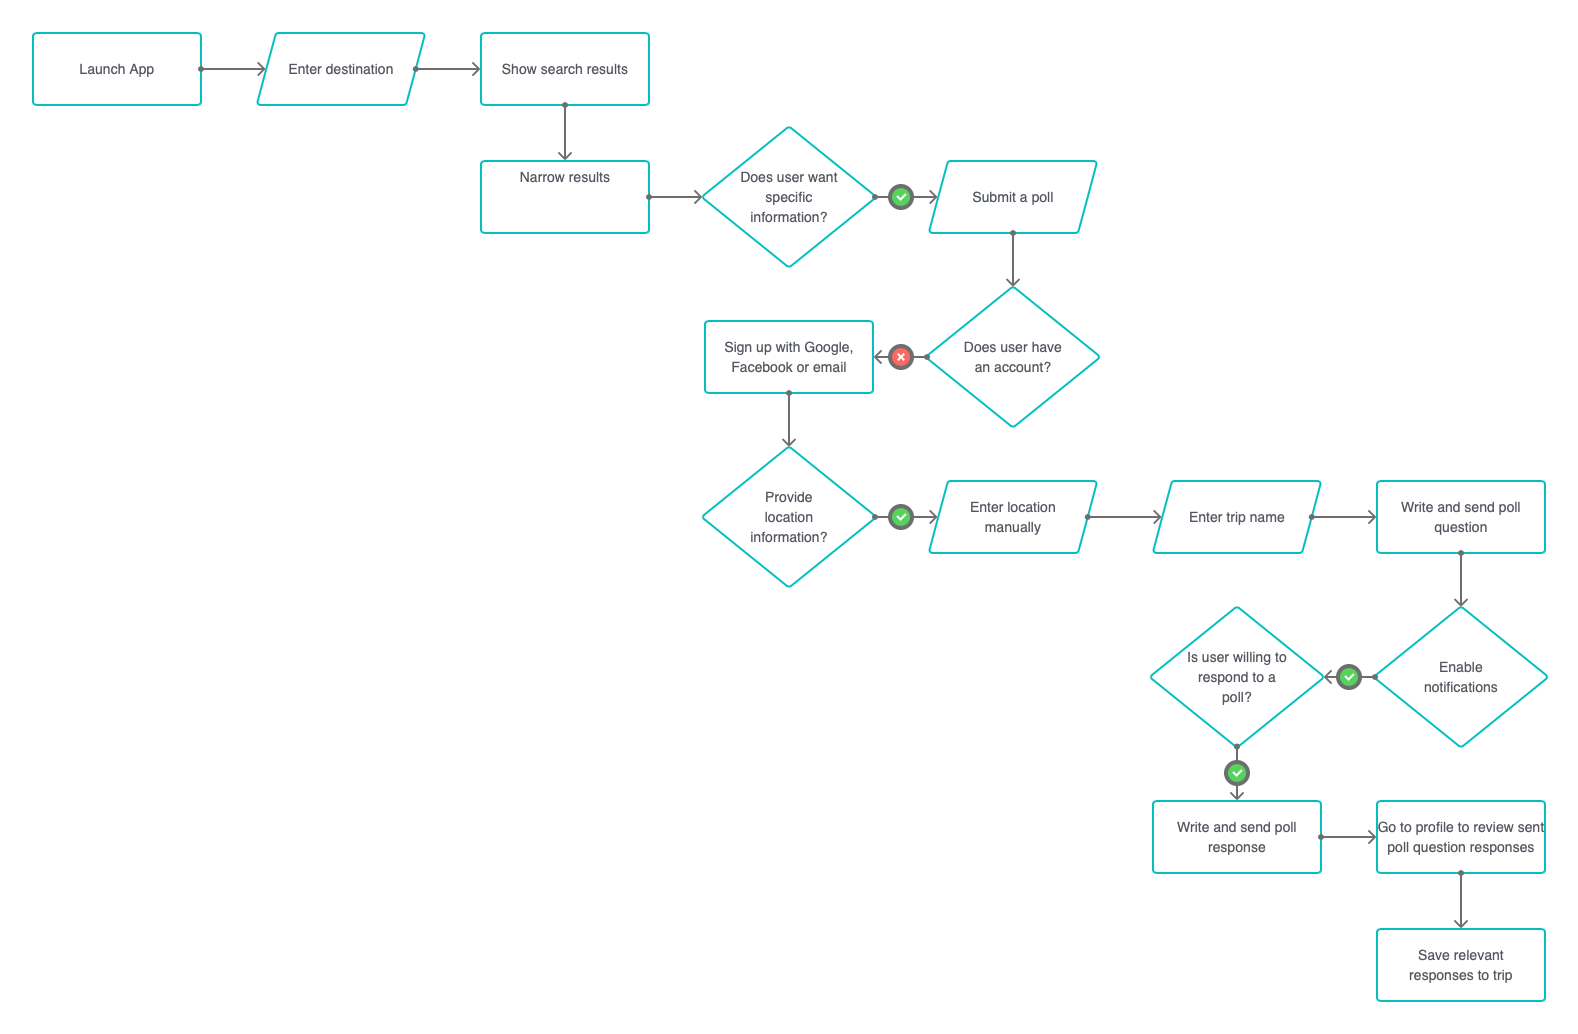 Launch App
Enter destination
Show search results
Narrow results
Does user want
specific
information?
Submit a poll
Sign up with Google,
Facebook or email
Does user have
an account?
Provide
location
information?
Enter location
manually
Enter trip name
Write and send poll
question
Is user willing to
respond to a
poll?
Enable
notifications
Write and send poll
response
Go to profile to review sent
poll question responses
Save relevant
responses to trip